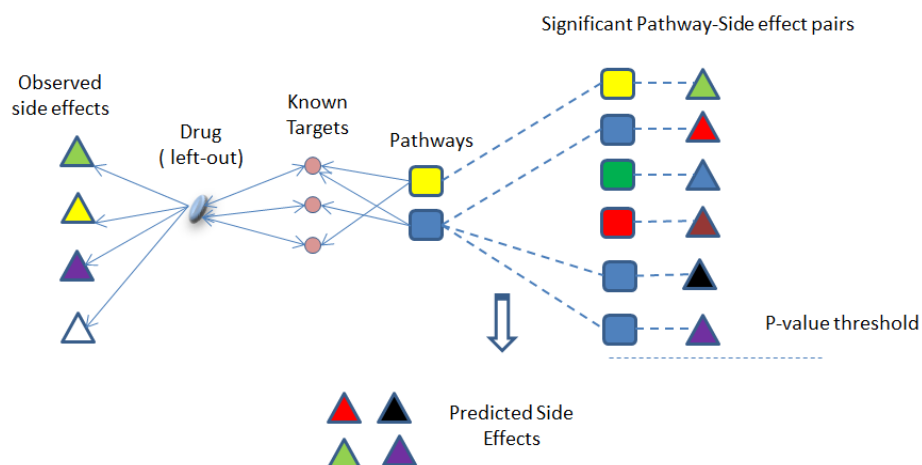 Significant Pathway-Side effect pairs
Observed
side effects
Drug
( left-out)
Known
Targets
Pathways
P-value threshold
Predicted Side
Effects